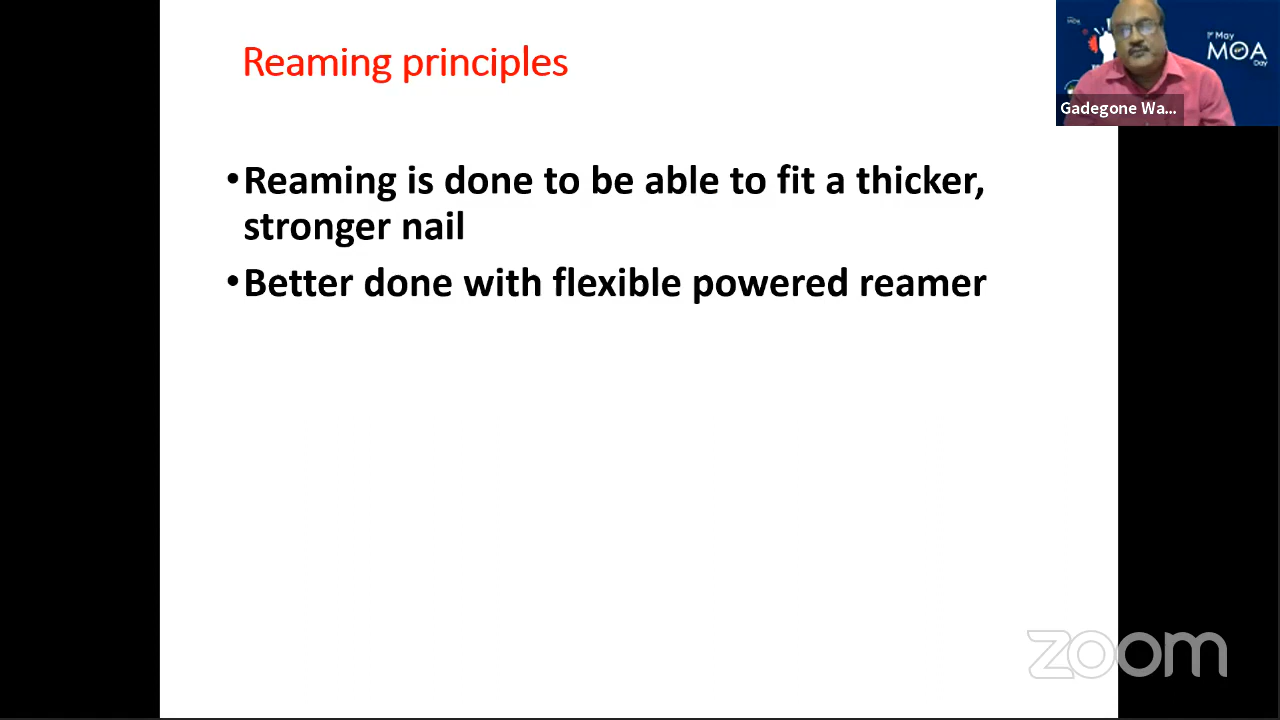 Reaming principles
•Reaming is done to be able to fit a thicker,
stronger nail
•Better done with flexible powered reamer
1st May
MOA
Day
Gadegone Wa...
zoom